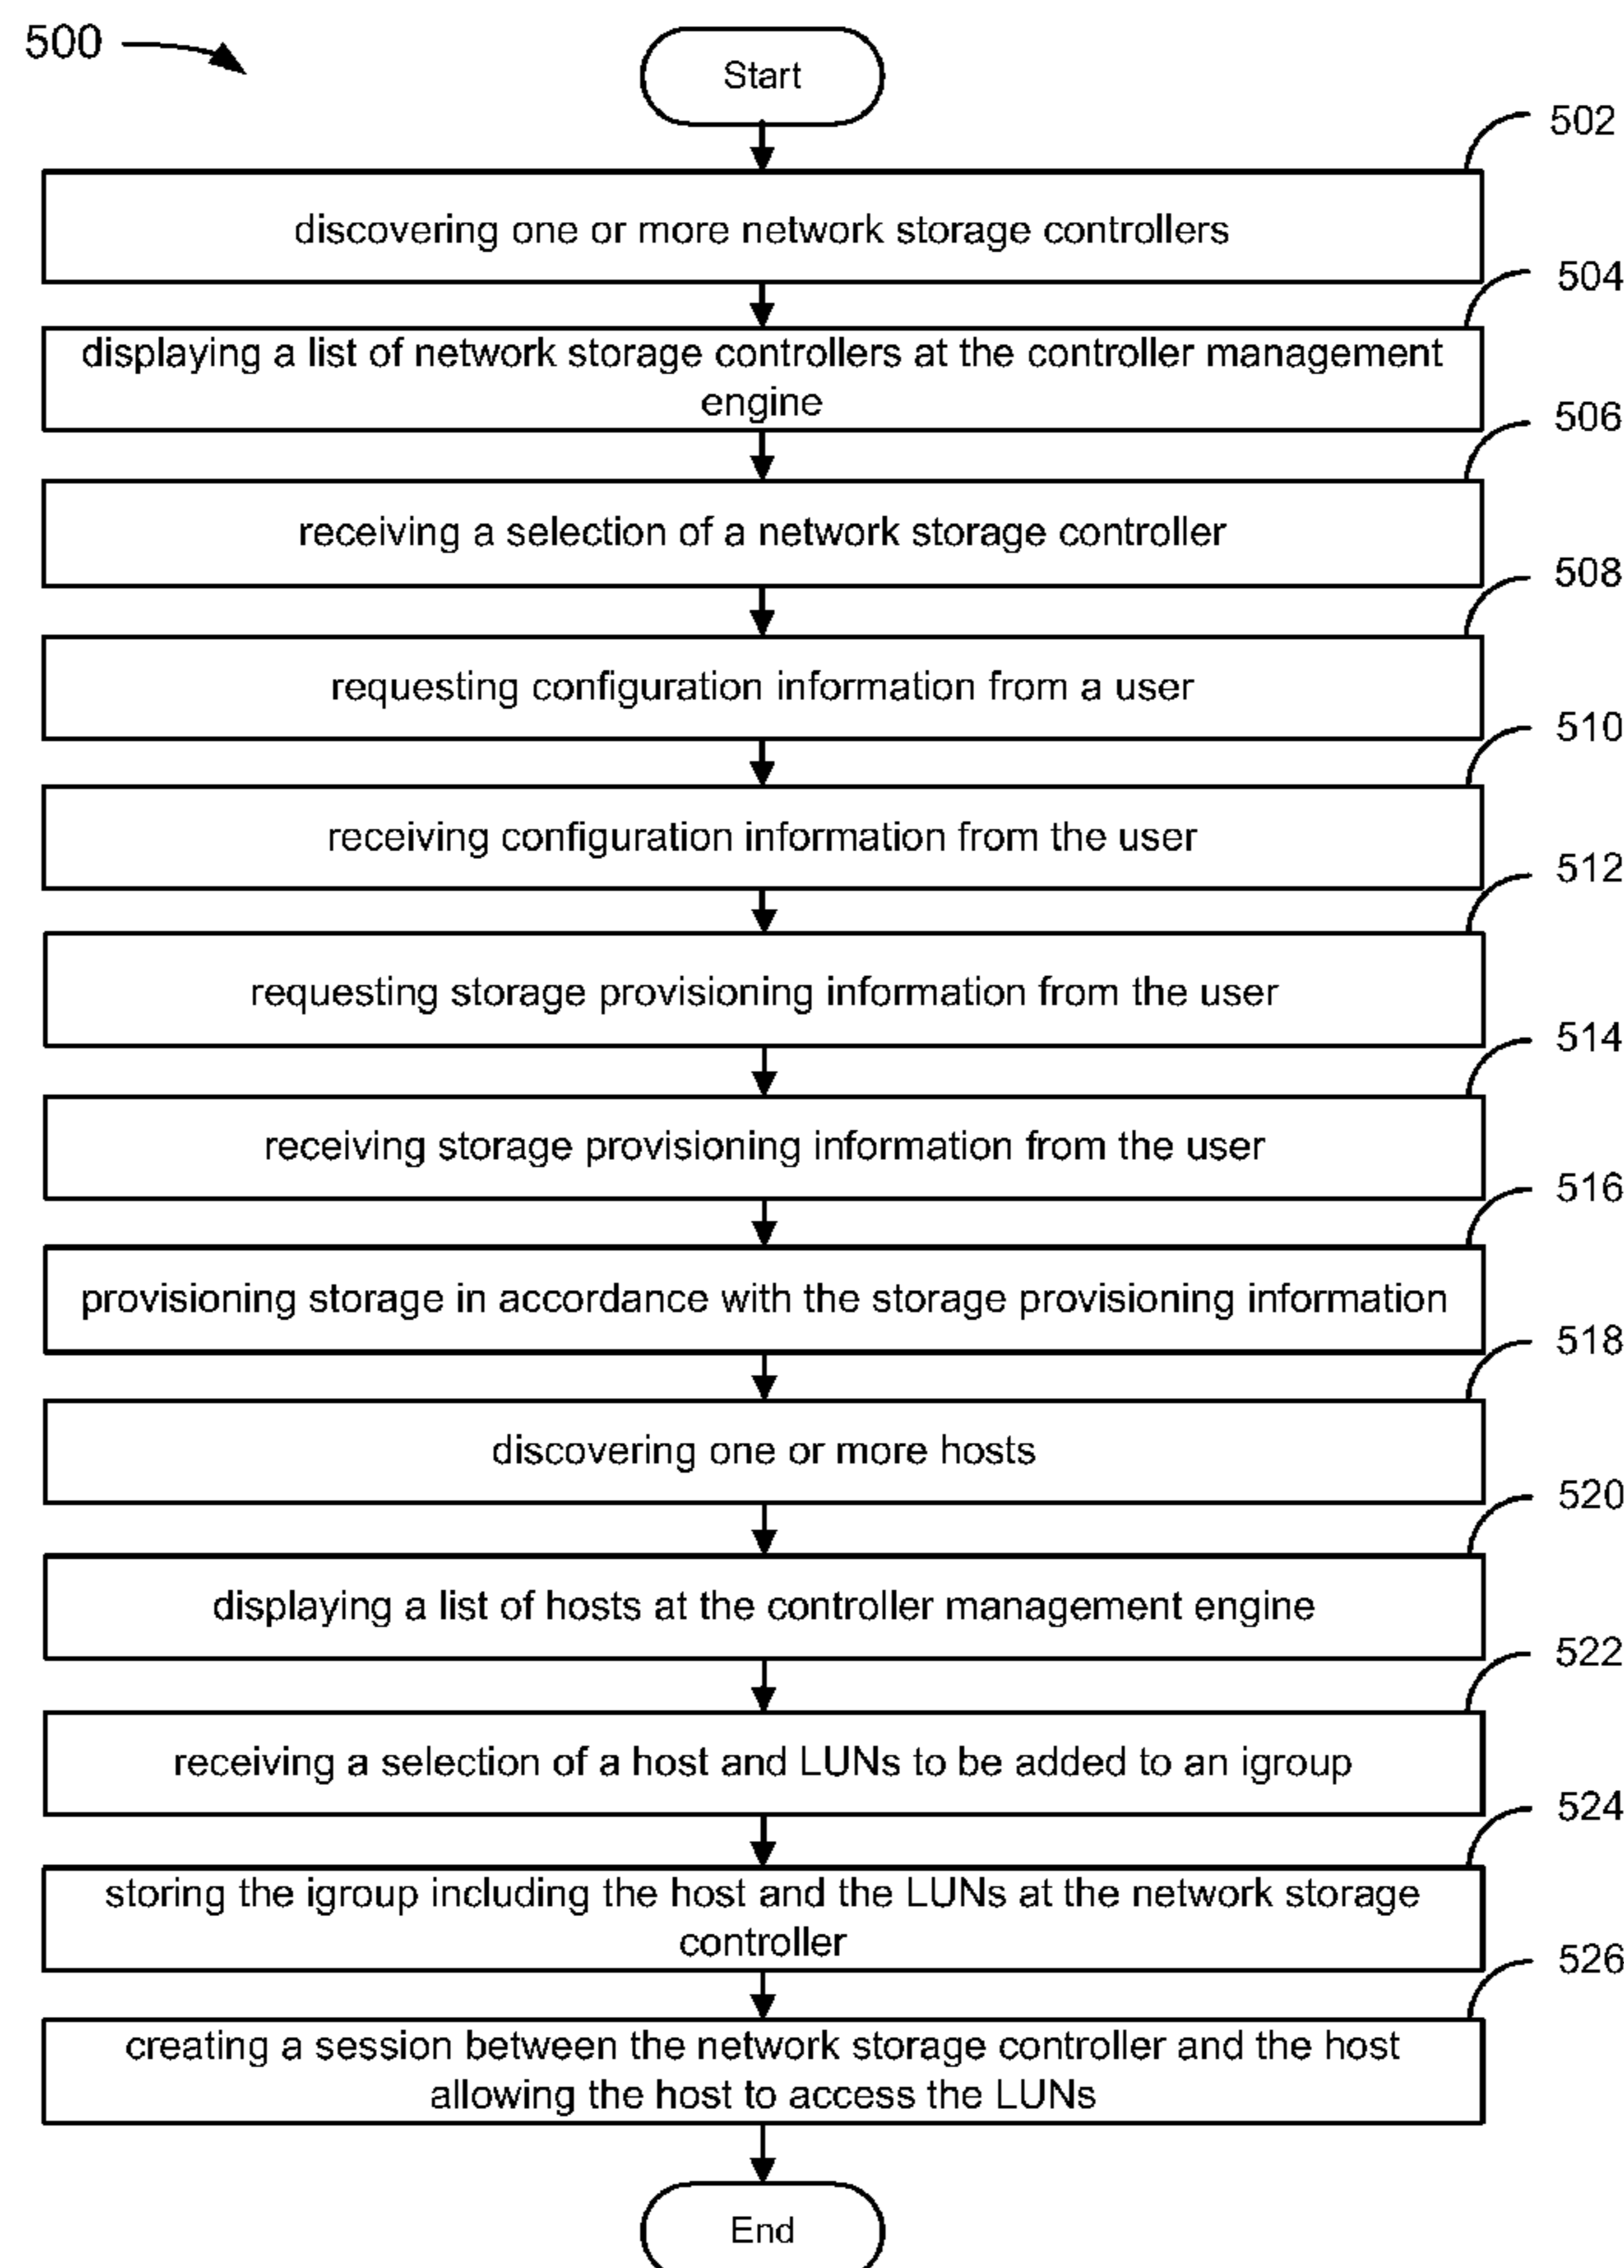 500
Start
502
discovering one or more network storage controllers
504
displaying a list of network storage controllers at the controller management
engine
506
receiving a selection of a network storage controller
508
requesting configuration information from a user
510
receiving configuration information from the user
512
requesting storage provisioning information from the user
514
receiving storage provisioning information from the user
516
provisioning storage in accordance with the storage provisioning information
518
discovering one or more hosts
520
displaying a list of hosts at the controller management engine
522
receiving a selection of a host and LUNs to be added to an igroup
524
storing the igroup including the host and the LUNs at the network storage
controller
526
creating a session between the network storage controller and the host
allowing the host to access the LUNs
End